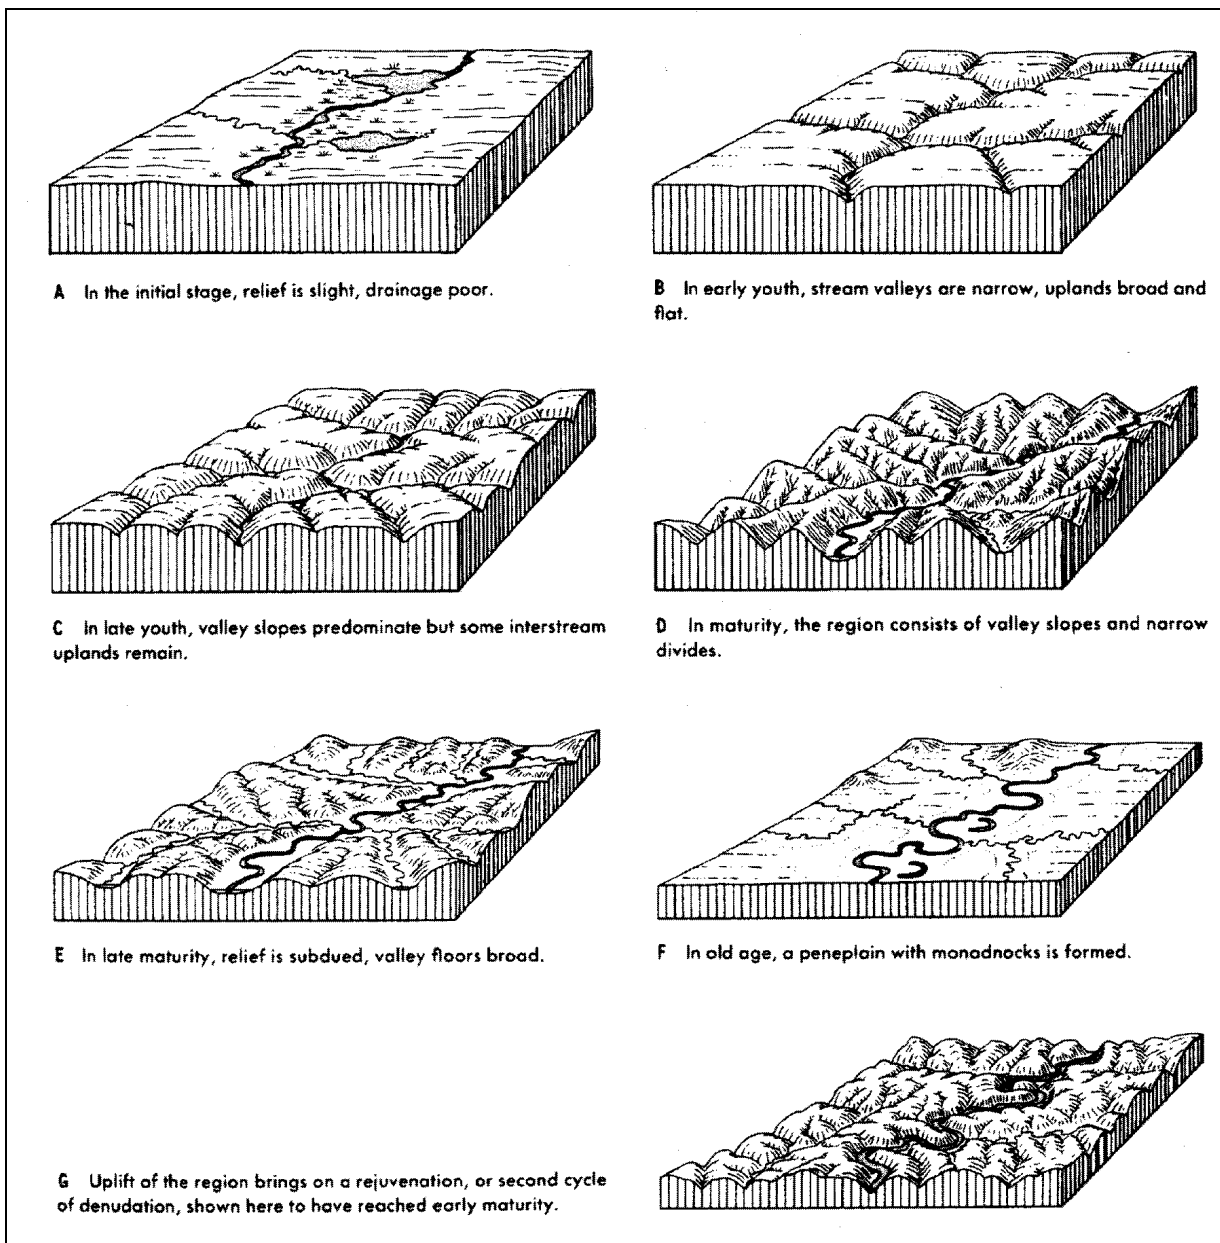 A In the initial stage, relief is slight, drainage poor.
B In early youth, stream valleys are narrow, uplands broad and
flat.
C In late youth, valley slopes predominate but some interstream
uplands remain.
D In maturity, the region consists of valley slopes and narrow
divides.
E In late maturity, relief is subdued, valley floors broad.
F In old age, a peneplain with monadnocks is formed.
G Uplift of the region brings on a rejuvenation, or second cycle
of denudation, shown here to have reached early maturity.